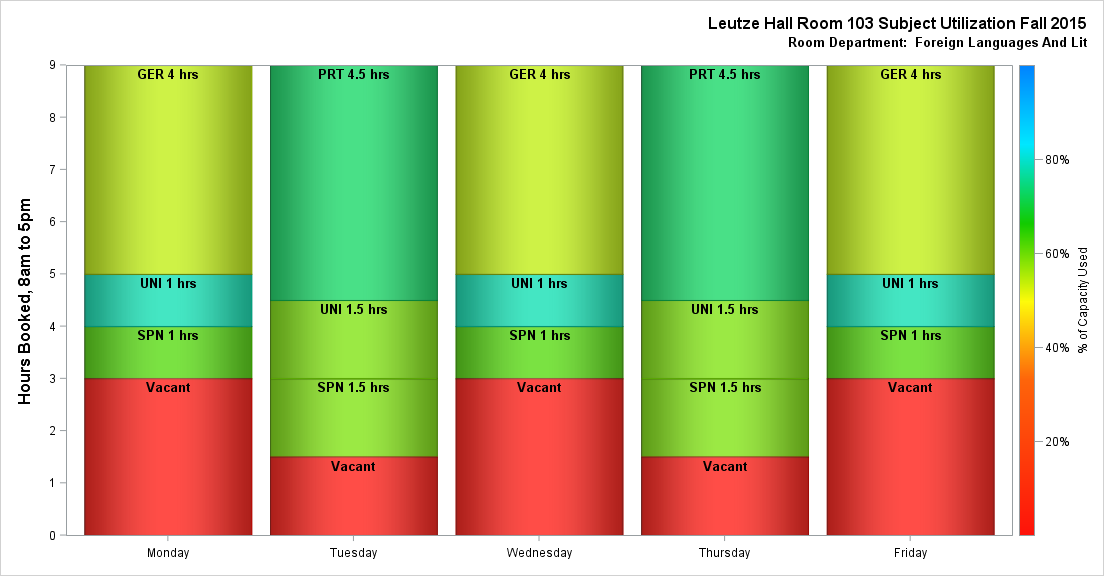 Leutze Hall Room 103 Subject Utilization Fall 2015
Room Department:  Foreign Languages And Lit
Hours Booked, 8am to 5pm
9
8
7
6
5
4
3
2
1
0
GER 4 hrs
UNI 1 hrs
SPN 1 hrs
Vacant
PRT 4.5 hrs
UNI 1.5 hrs
SPN 1.5 hrs
Vacant
GER 4 hrs
UNI 1 hrs
SPN 1 hrs
Vacant
PRT 4.5 hrs
UNI 1.5 hrs
SPN 1.5 hrs
Vacant
GER 4 hrs
UNI 1 hrs
SPN 1 hrs
Vacant
Monday
Tuesday
Wednesday
Thursday
Friday
80%
60%
40%
20%
% of Capacity Used